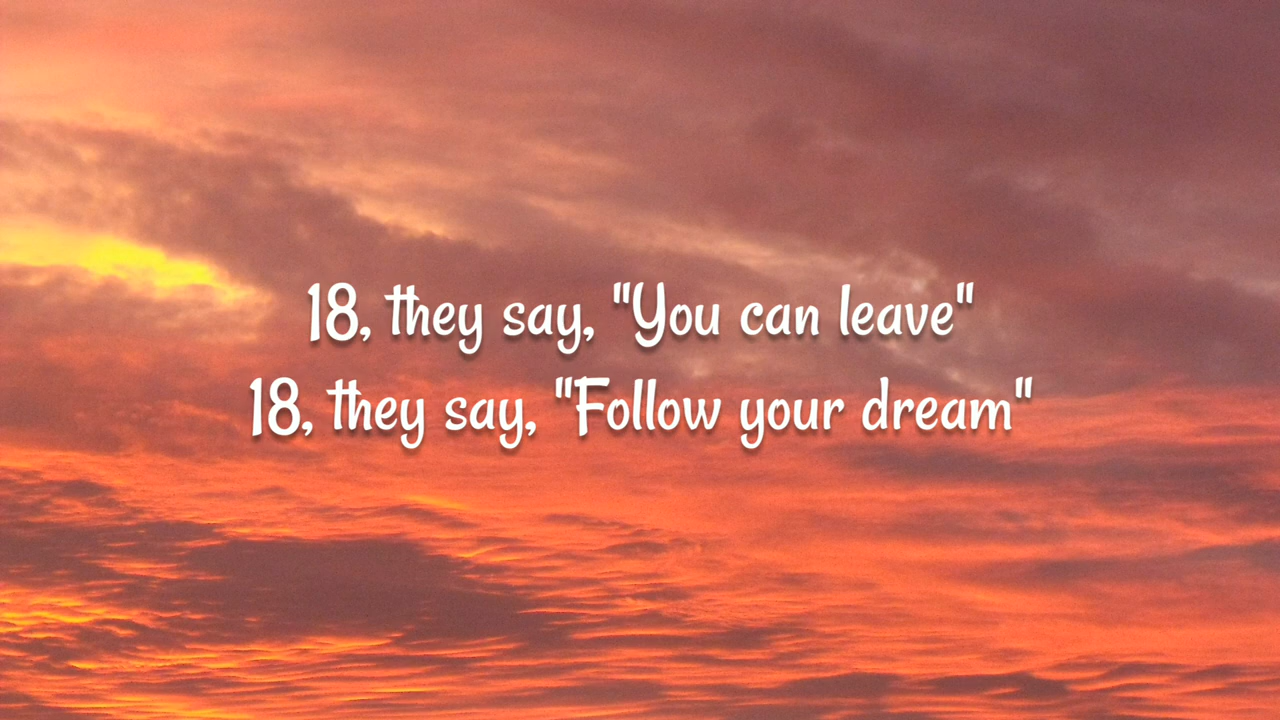 18, they say, "You can leave"
18, they say, "Follow your dream"